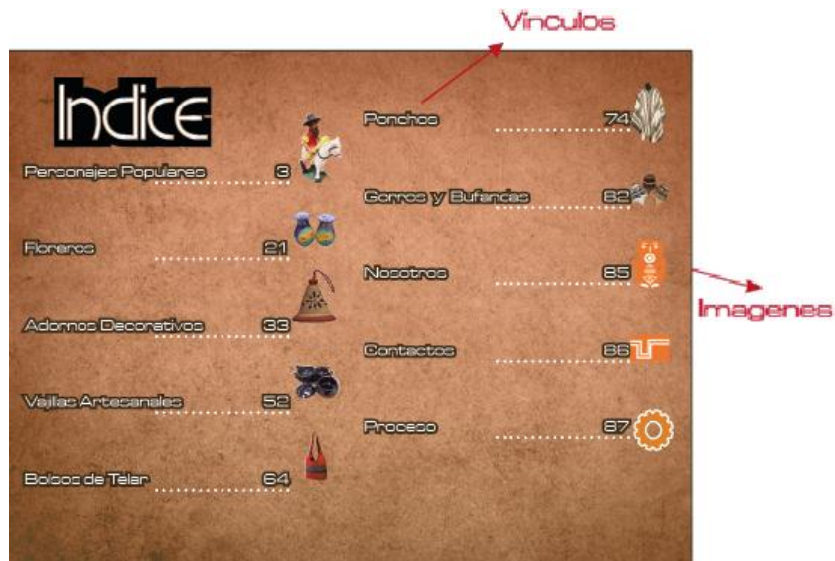 Vinculos
Indice
Personajes Populares 3
Floreros 21
Adornos Decorativos 33
Vajillas Artesanales 52
Bolsos de Telar 64
Ponchos 74
Gorros y Bufandas 82
Nosotros 85
Contactos 86
Proceso 87
Imagenes